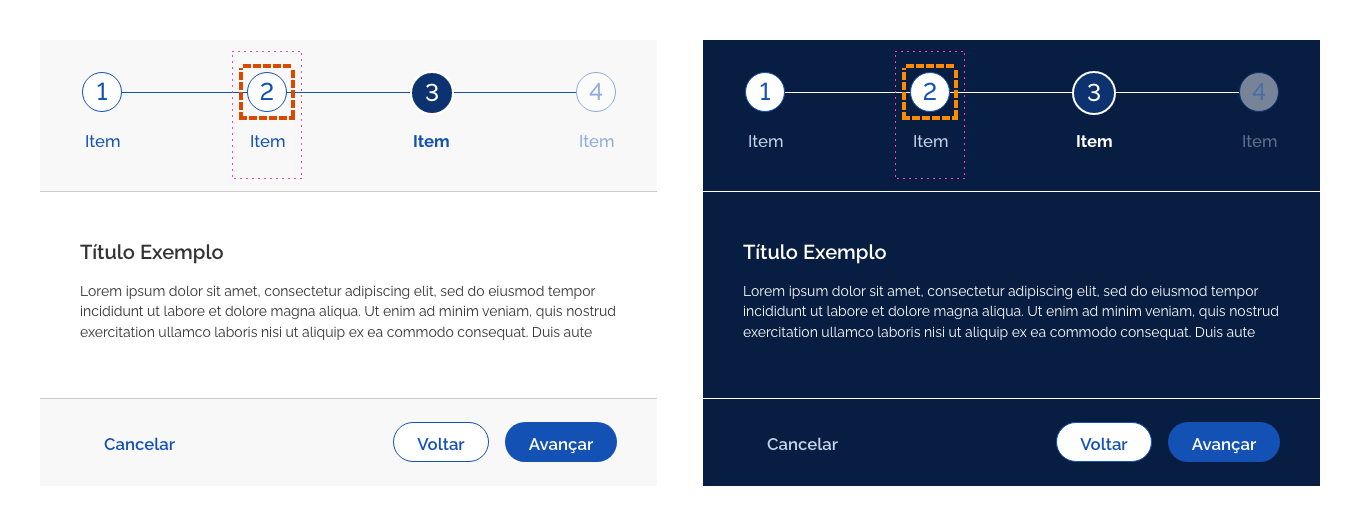 1 2 3 4
Item Item Item Item
Título Exemplo
Lorem ipsum dolor sit amet, consectetur adipiscing elit, sed do eiusmod tempor
incididunt ut labore et dolore magna aliqua. Ut enim ad minim veniam, quis nostrud
exercitation ullamco laboris nisi ut aliquip ex ea commodo consequat. Duis aute
Cancelar Voltar Avançar
1 2 3 4
Item Item Item Item
Título Exemplo
Lorem ipsum dolor sit amet, consectetur adipiscing elit, sed do eiusmod tempor
incididunt ut labore et dolore magna aliqua. Ut enim ad minim veniam, quis nostrud
exercitation ullamco laboris nisi ut aliquip ex ea commodo consequat. Duis aute
Cancelar Voltar Avançar